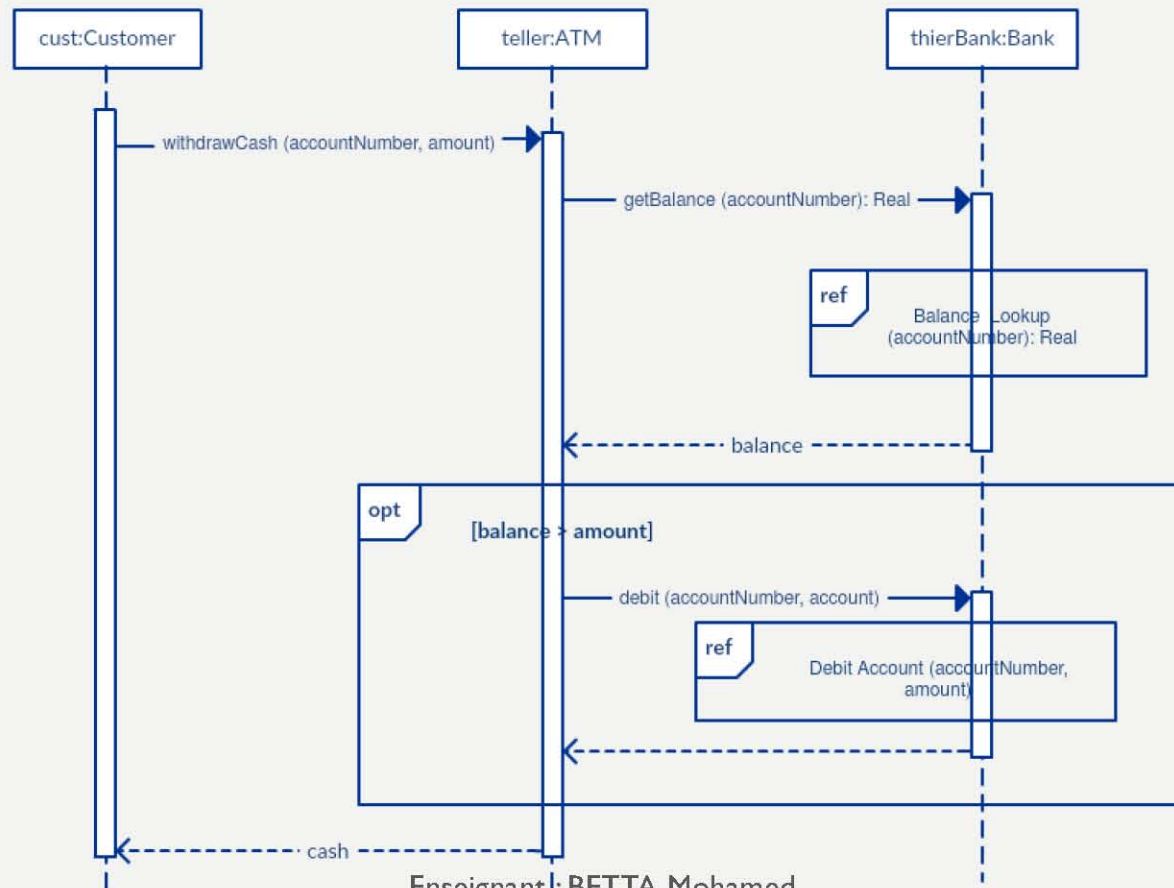 cust:Customer
teller:ATM
thierBank:Bank
withdrawCash (accountNumber, amount)
getBalance (accountNumber): Real
ref
Balance Lookup
(accountNumber): Real
balance
opt
[balance > amount]
debit (accountNumber, account)
ref
Debit Account (accountNumber,
amount)
cash
Enseignant : BETTA Mohamed